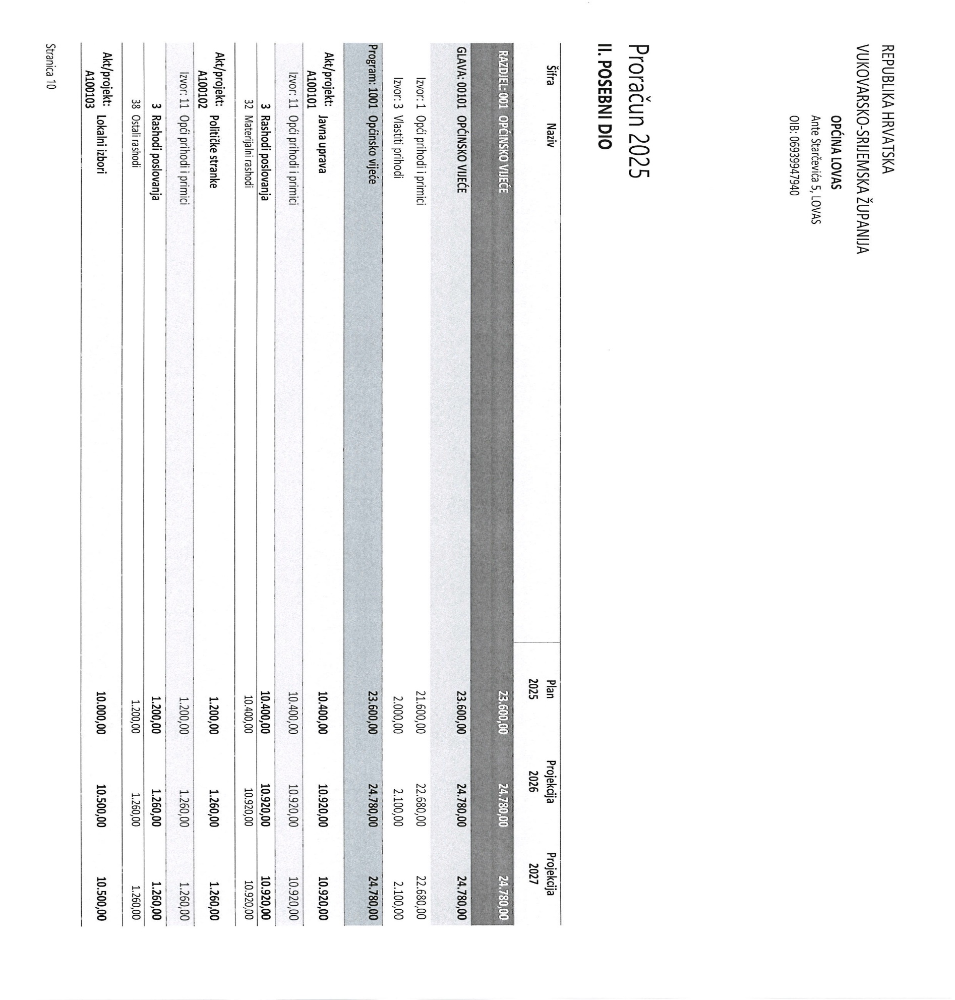 REPUBLIKA HRVATSKA
VUKOVARSKO-SRIJEMSKA ŽUPANIJA
OPĆINA LOVAS
Ante Starčevića 5, LOVAS
OIB: 06939947940
Proračun 2025
II. POSEBNI DIO
Šifra Naziv Plan 2025 Projekcija 2026 Projekcija 2027
RAZDJEL: 001 OPĆINSKO VIJEĆE 23.600,00 24.780,00 24.780,00
GLAVA: 00101 OPĆINSKO VIJEĆE 23.600,00 24.780,00 24.780,00
Izvor: 1 Opći prihodi i primici 21.600,00 22.680,00 22.680,00
Izvor: 3 Vlastiti prihodi 2.000,00 2.100,00 2.100,00
Program: 1001 Općinsko vijeće 23.600,00 24.780,00 24.780,00
Akt/projekt: A100101 Javna uprava 10.400,00 10.920,00 10.920,00
Izvor: 11 Opći prihodi i primici 10.400,00 10.920,00 10.920,00
3 Rashodi poslovanja 10.400,00 10.920,00 10.920,00
32 Materijalni rashodi 10.400,00 10.920,00 10.920,00
Akt/projekt: A100102 Političke stranke 1.200,00 1.260,00 1.260,00
Izvor: 11 Opći prihodi i primici 1.200,00 1.260,00 1.260,00
3 Rashodi poslovanja 1.200,00 1.260,00 1.260,00
38 Ostali rashodi 1.200,00 1.260,00 1.260,00
Akt/projekt: A100103 Lokalni izbori 10.000,00 10.500,00 10.500,00
Stranica 10